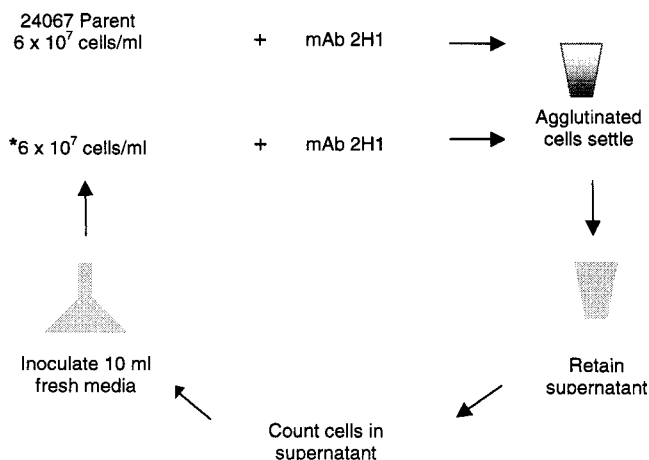 24067 Parent
6 x 10⁷ cells/ml + mAb 2H1
Agglutinated
cells settle
*6 x 10⁷ cells/ml + mAb 2H1
Inoculate 10 ml
fresh media
Retain
supernatant
Count cells in
supernatant